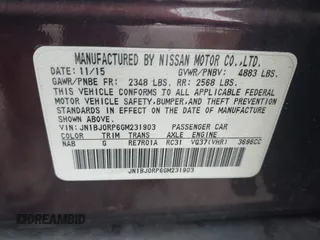 MANUFACTURED BY NISSAN MOTOR CO.,LTD.
DATE: 11/15 GVWR/PNBV: 4883 LBS.
GAWR/PNBE FR: 2348 LBS. RR: 2568 LBS.
THIS VEHICLE CONFORMS TO ALL APPLICABLE
FEDERAL MOTOR VEHICLE SAFETY,BUMPER,AND THEFT PREVENTION
STANDARDS IN EFFECT ON THE
DATE OF MANUFACTURE SHOWN ABOVE.
VIN:JN1BJ0RP6GM231903 PASSENGER CAR
COLOR TRIM TRANS AXLE ENGINE
NAB G RE7R01A RC31 VQ37(VHR) 3696CC
JN1BJ0RP6GM231903
DREAMBID